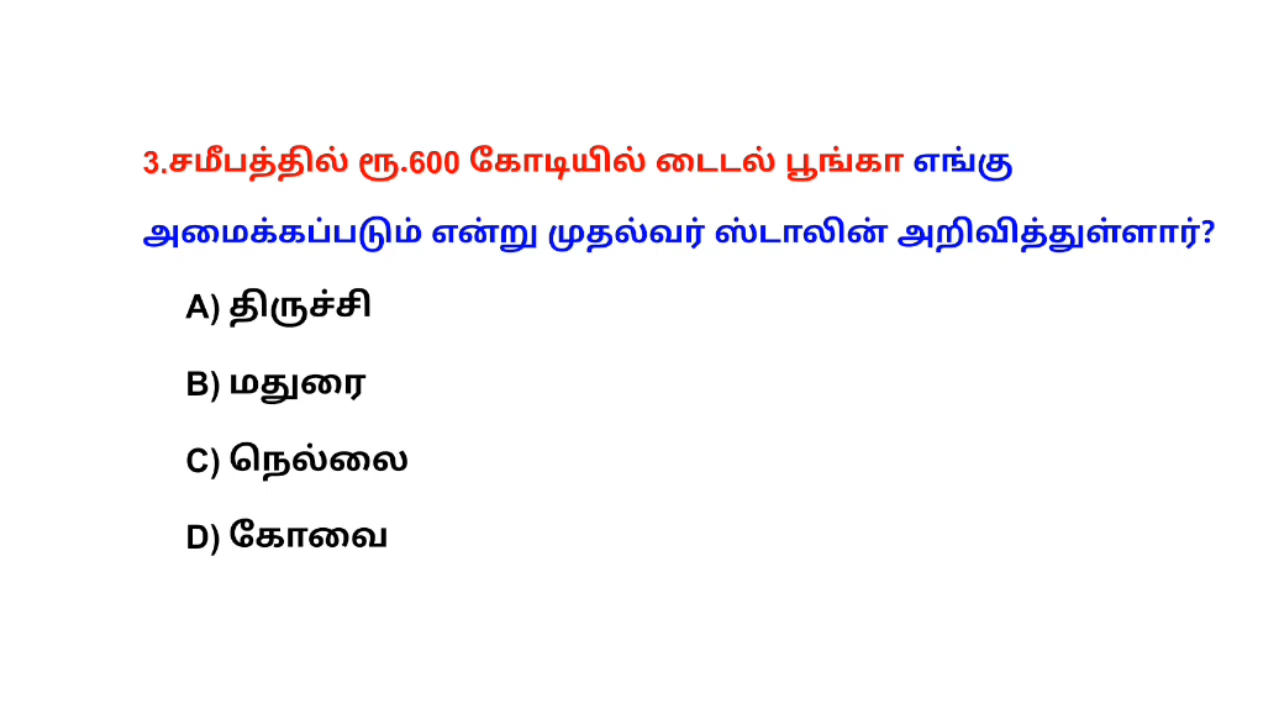 3.சமீபத்தில் ரூ.600 கோடியில் டைடல் பூங்கா எங்கு
அமைக்கப்படும் என்று முதல்வர் ஸ்டாலின் அறிவித்துள்ளார்?
A) திருச்சி
B) மதுரை
C) நெல்லை
D) கோவை